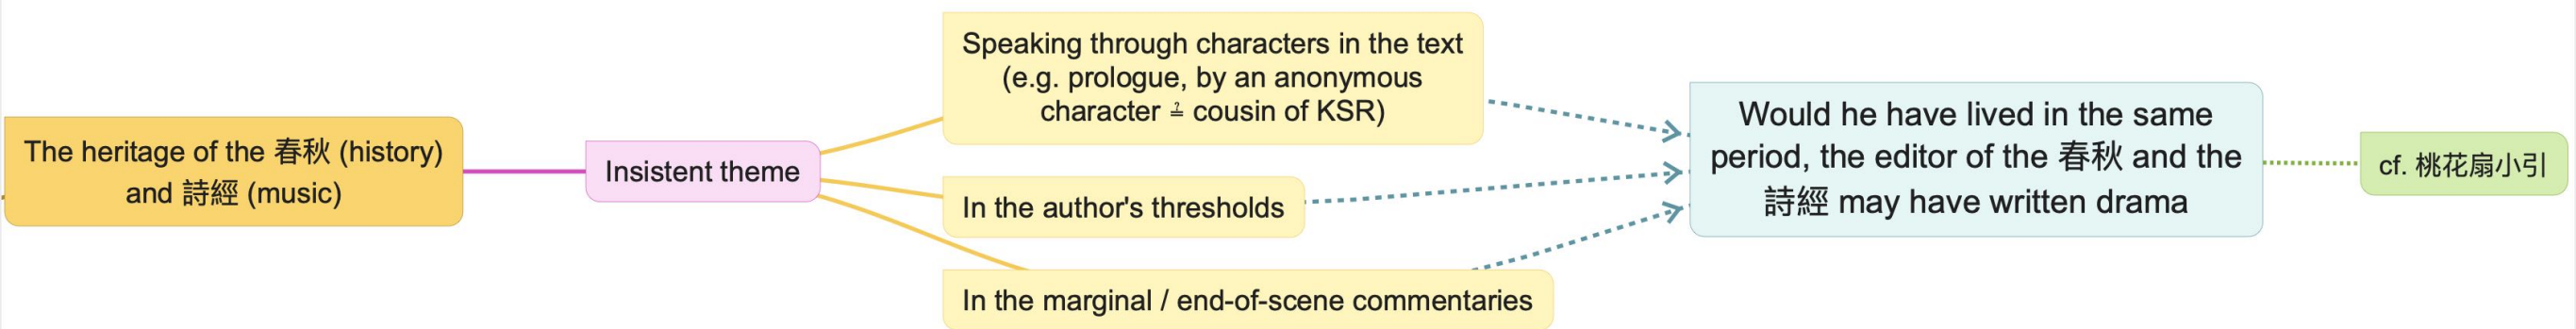 The heritage of the 春秋 (history)
and 詩經 (music)
Insistent theme
Speaking through characters in the text
(e.g. prologue, by an anonymous
character ≟ cousin of KSR)
In the author's thresholds
In the marginal / end-of-scene commentaries
Would he have lived in the same
period, the editor of the 春秋 and the
詩經 may have written drama
cf. 桃花扇小引